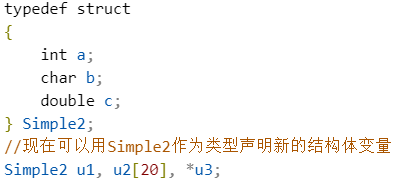 typedef struct
{
    int a;
    char b;
    double c;
} Simple2;
//现在可以用Simple2作为类型声明新的结构体变量
Simple2 u1, u2[20], *u3;